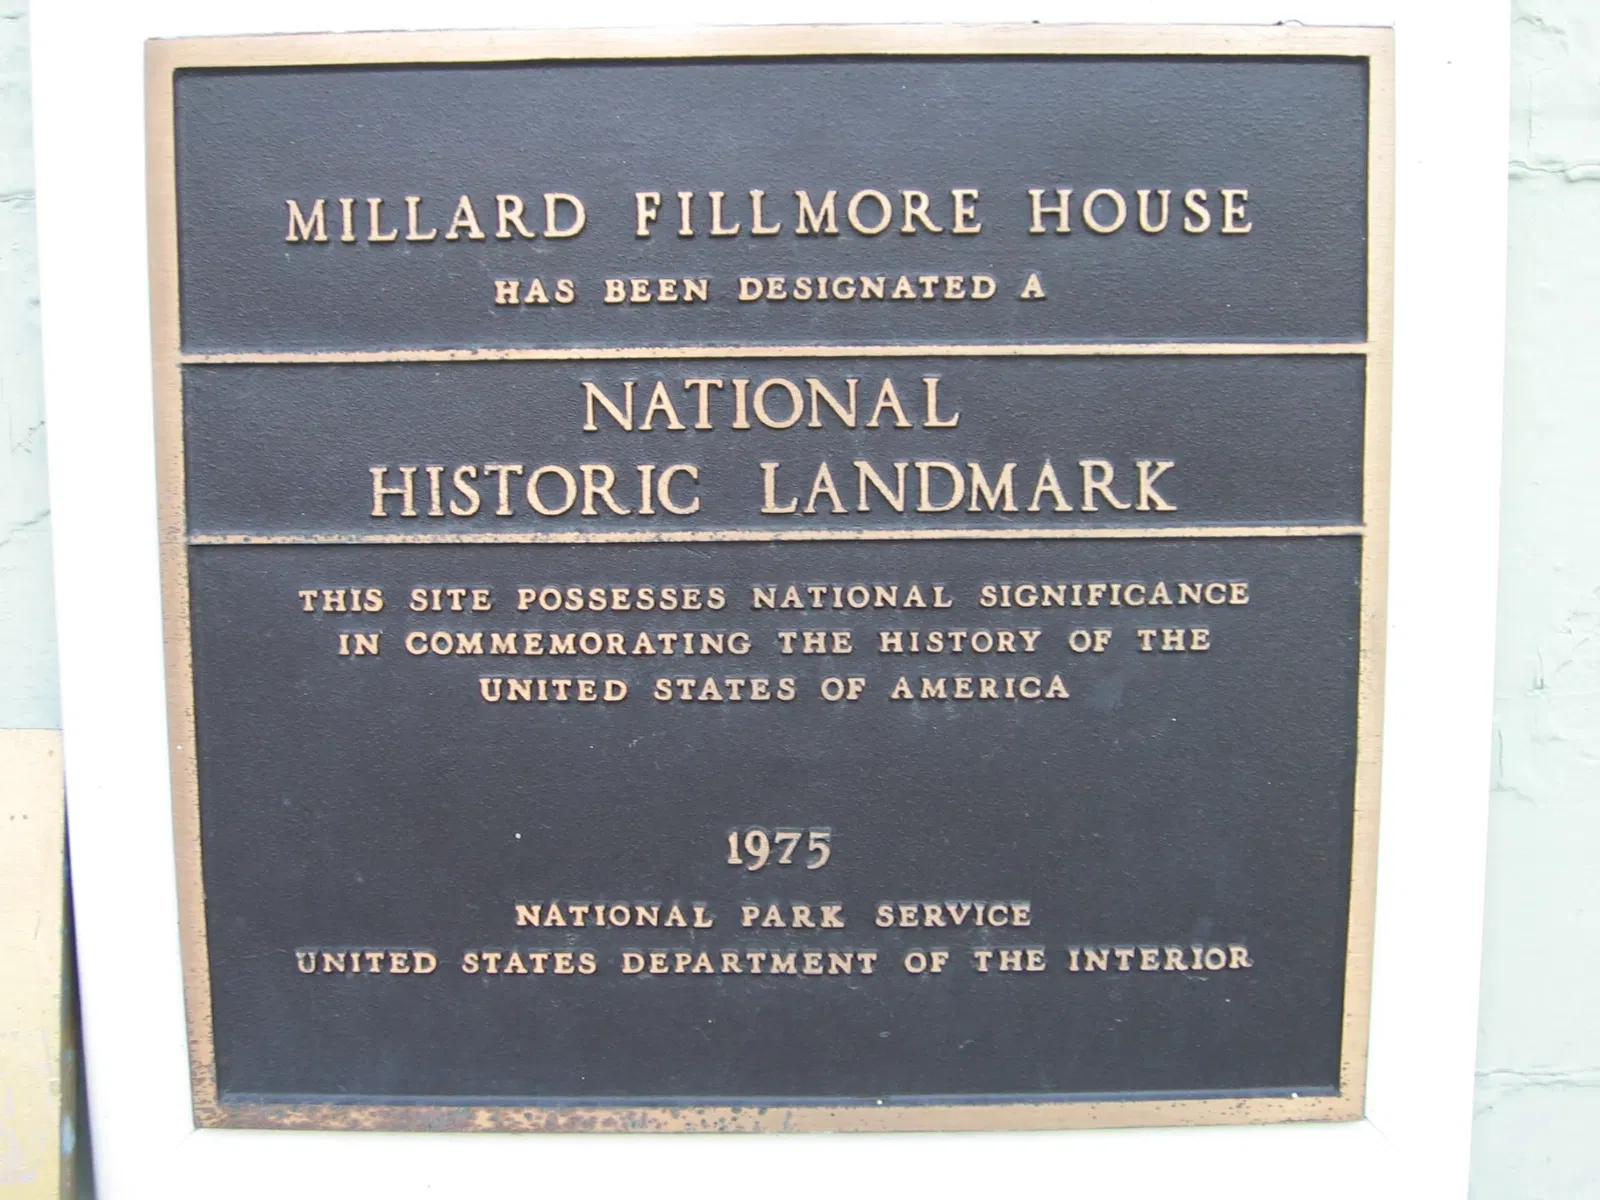 MILLARD FILLMORE HOUSE
HAS BEEN DESIGNATED A
NATIONAL
HISTORIC LANDMARK
THIS SITE POSSESSES NATIONAL SIGNIFICANCE
IN COMMEMORATING THE HISTORY OF THE
UNITED STATES OF AMERICA
1975
NATIONAL PARK SERVICE
UNITED STATES DEPARTMENT OF THE INTERIOR